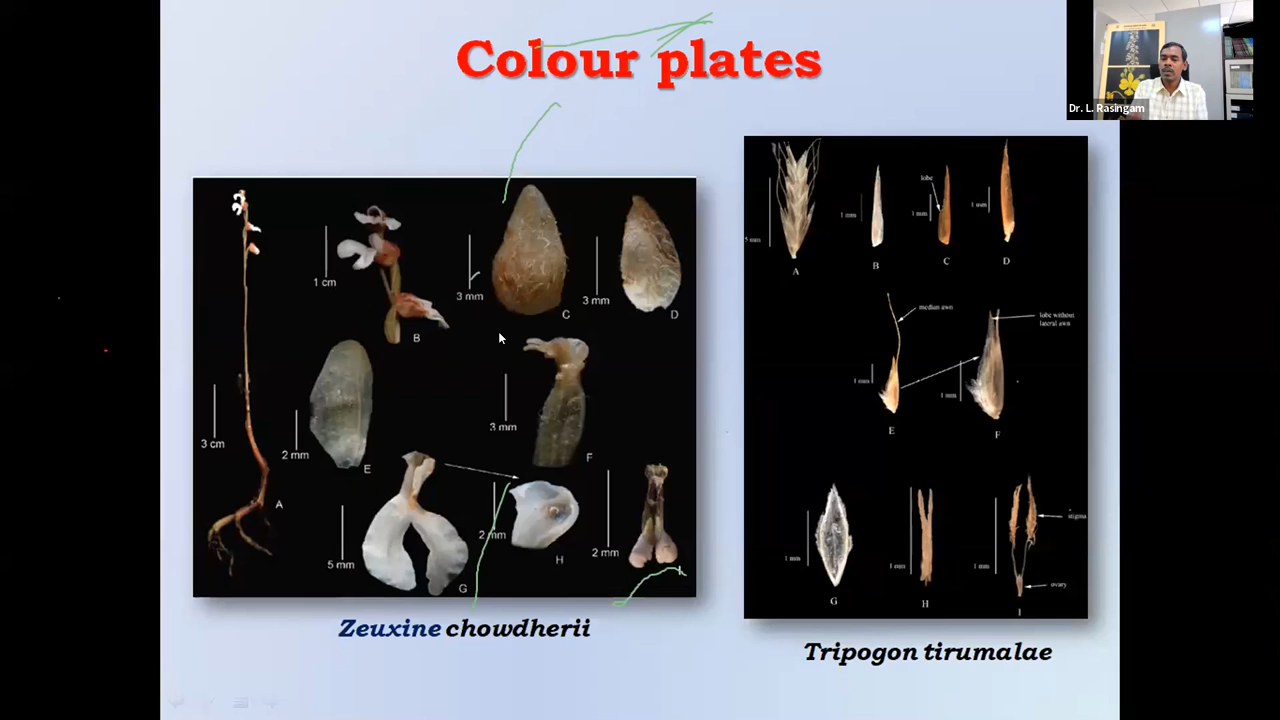 Colour plates
Dr. L. Rasingam
1 cm
3 mm
3 mm
B
C
D
3 cm
2 mm
3 mm
A
E
F
5 mm
2 mm
2 mm
G
H
Zeuxine chowdherii
5 mm
1 mm
lobe
1 mm
1 mm
A
B
C
D
median awn
lobe without
lateral awn
1 mm
1 mm
E
F
1 mm
1 mm
1 mm
stigma
ovary
G
H
I
Tripogon tirumalae